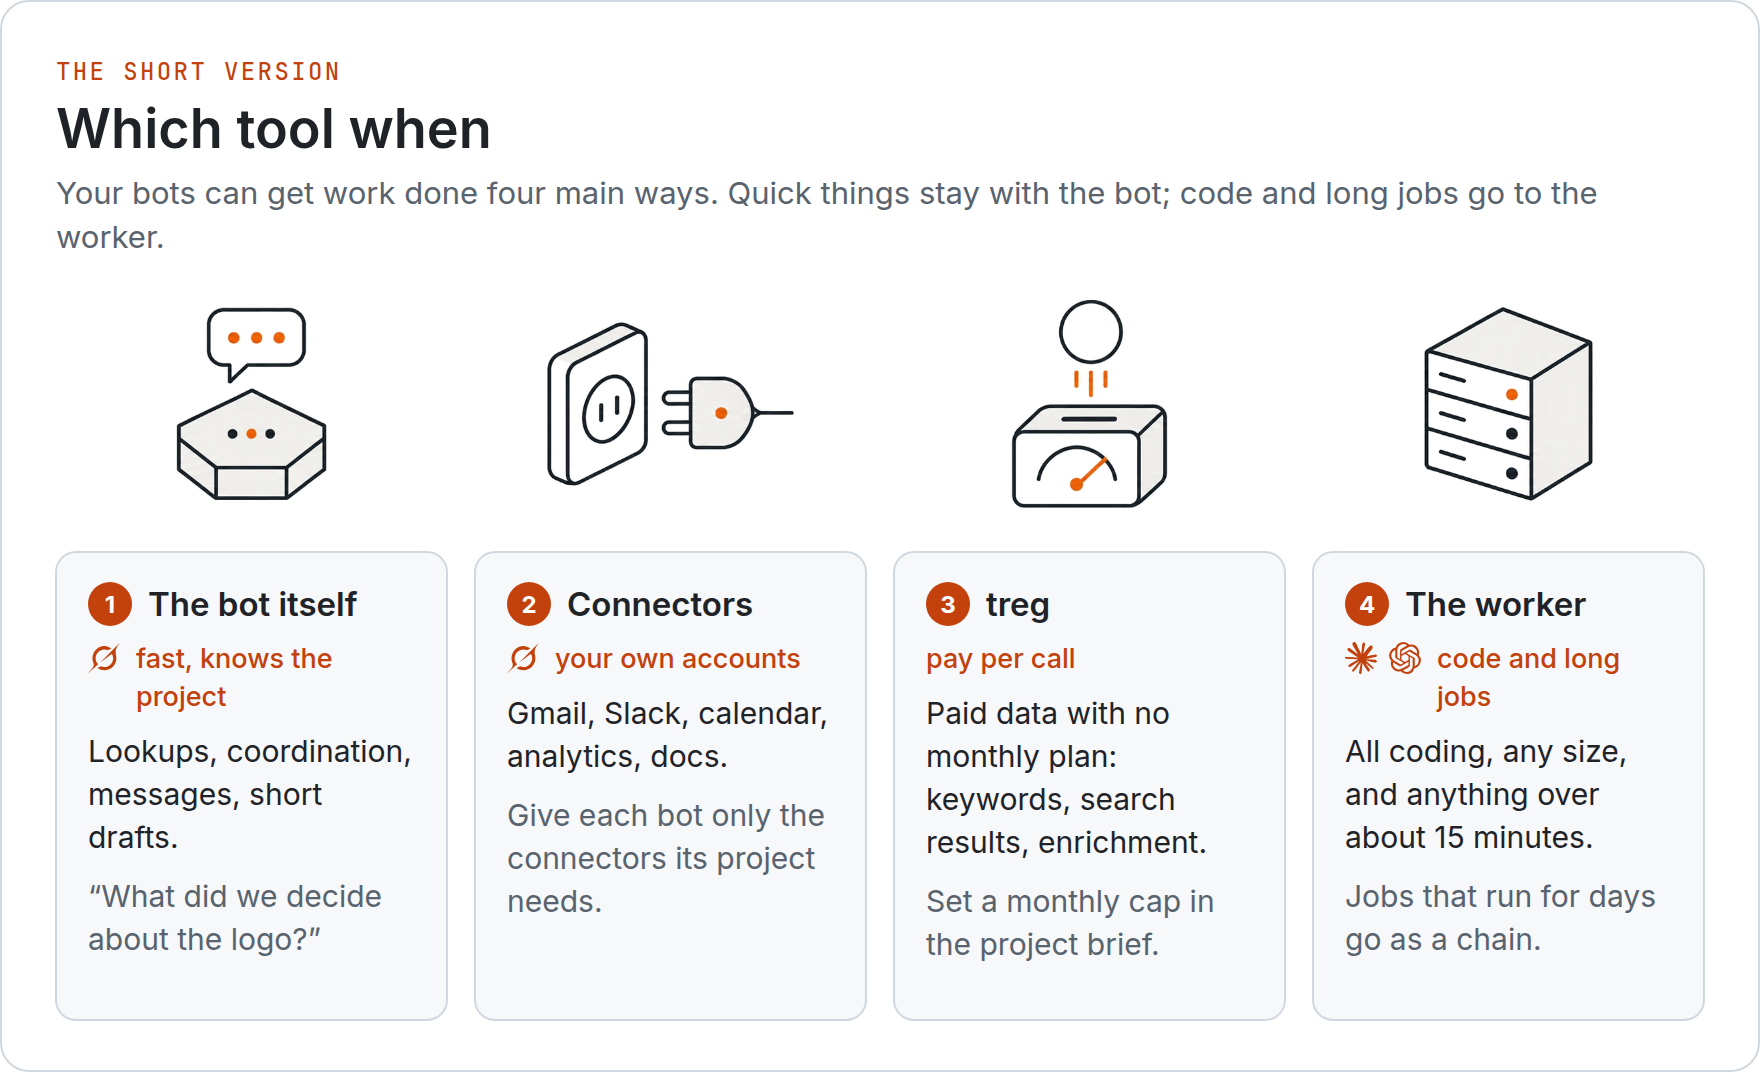 THE SHORT VERSION
Which tool when
Your bots can get work done four main ways. Quick things stay with the bot; code and long jobs go to the
worker.
1 The bot itself
fast, knows the
project
Lookups, coordination,
messages, short
drafts.
“What did we decide
about the logo?”
2 Connectors
your own accounts
Gmail, Slack, calendar,
analytics, docs.
Give each bot only the
connectors its project
needs.
3 treg
pay per call
Paid data with no
monthly plan:
keywords, search
results, enrichment.
Set a monthly cap in
the project brief.
4 The worker
code and long
jobs
All coding, any size,
and anything over
about 15 minutes.
Jobs that run for days
go as a chain.